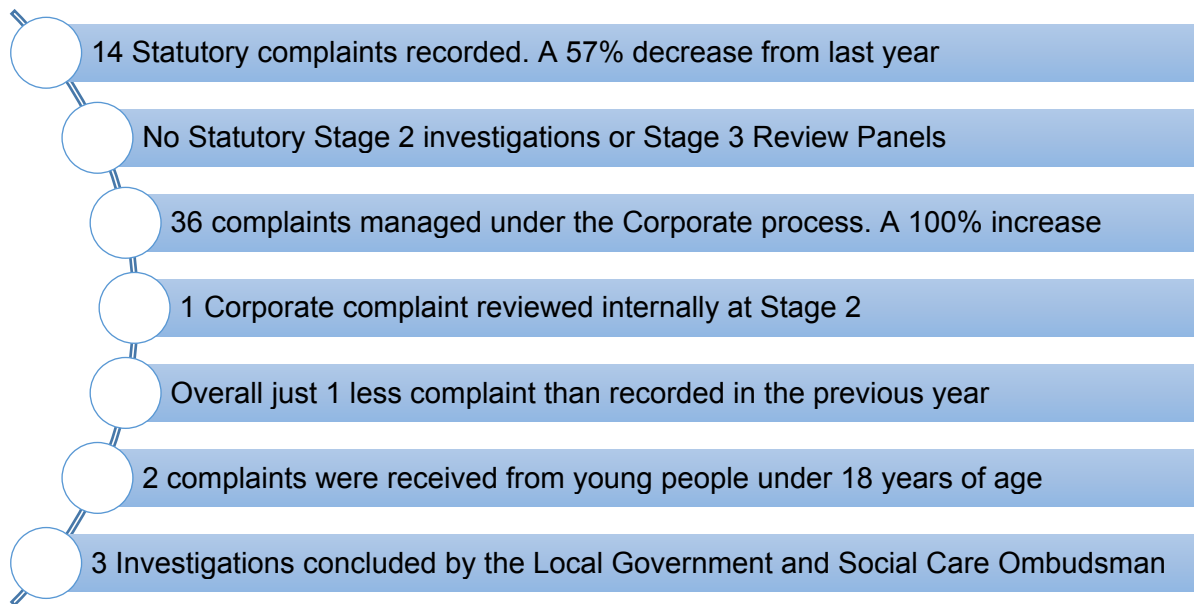 14 Statutory complaints recorded. A 57% decrease from last year
No Statutory Stage 2 investigations or Stage 3 Review Panels
36 complaints managed under the Corporate process. A 100% increase
1 Corporate complaint reviewed internally at Stage 2
Overall just 1 less complaint than recorded in the previous year
2 complaints were received from young people under 18 years of age
3 Investigations concluded by the Local Government and Social Care Ombudsman